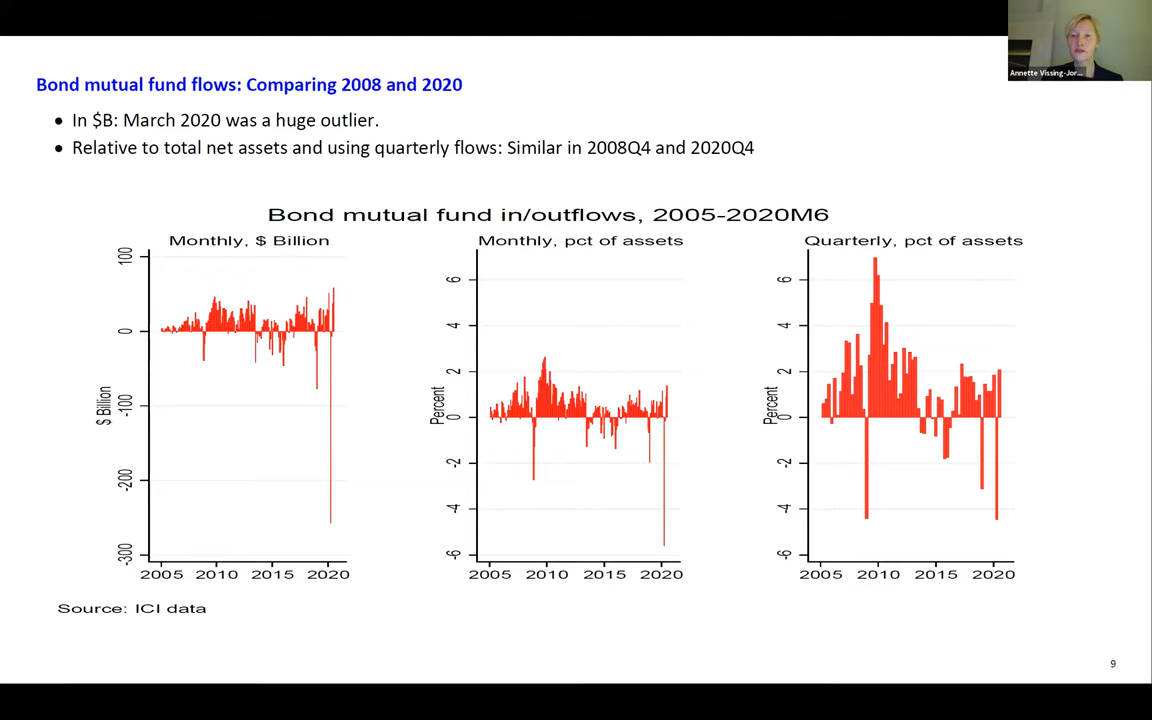 Annette Vissing-Jor...
Bond mutual fund flows: Comparing 2008 and 2020
• In $B: March 2020 was a huge outlier.
• Relative to total net assets and using quarterly flows: Similar in 2008Q4 and 2020Q4
Bond mutual fund in/outflows, 2005-2020M6
Monthly, $ Billion
100
0
-100
-200
-300
$ Billion
2005 2010 2015 2020
Monthly, pct of assets
6
4
2
0
-2
-4
-6
Percent
2005 2010 2015 2020
Quarterly, pct of assets
6
4
2
0
-2
-4
-6
Percent
2005 2010 2015 2020
Source: ICI data
9